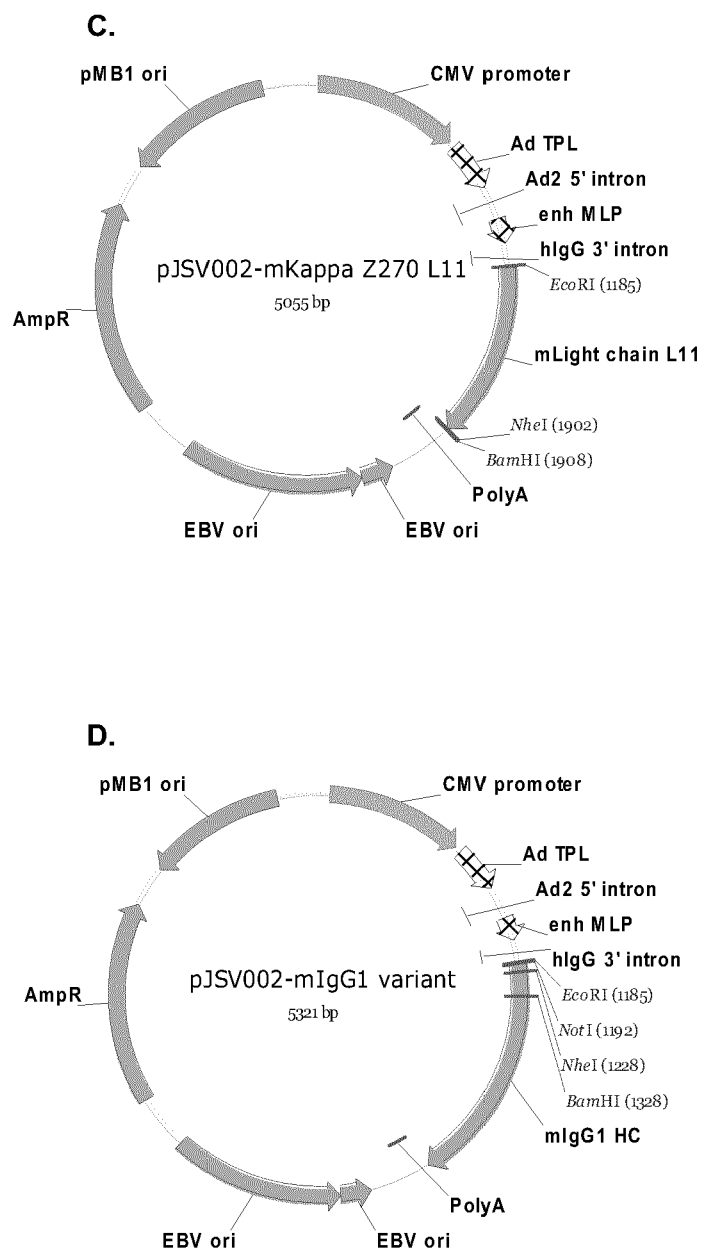 C.
pMB1 ori
CMV promoter
Ad TPL
Ad2 5' intron
enh MLP
hIgG 3' intron
pJSV002-mKappa Z270 L11
EcoRI (1185)
5055 bp
AmpR
mLight chain L11
NheI (1902)
BamHI (1908)
PolyA
EBV ori
EBV ori
D.
pMB1 ori
CMV promoter
Ad TPL
Ad2 5' intron
enh MLP
hIgG 3' intron
pJSV002-mIgG1 variant
EcoRI (1185)
AmpR
5321 bp
NotI (1192)
NheI (1228)
BamHI (1328)
mIgG1 HC
PolyA
EBV ori
EBV ori